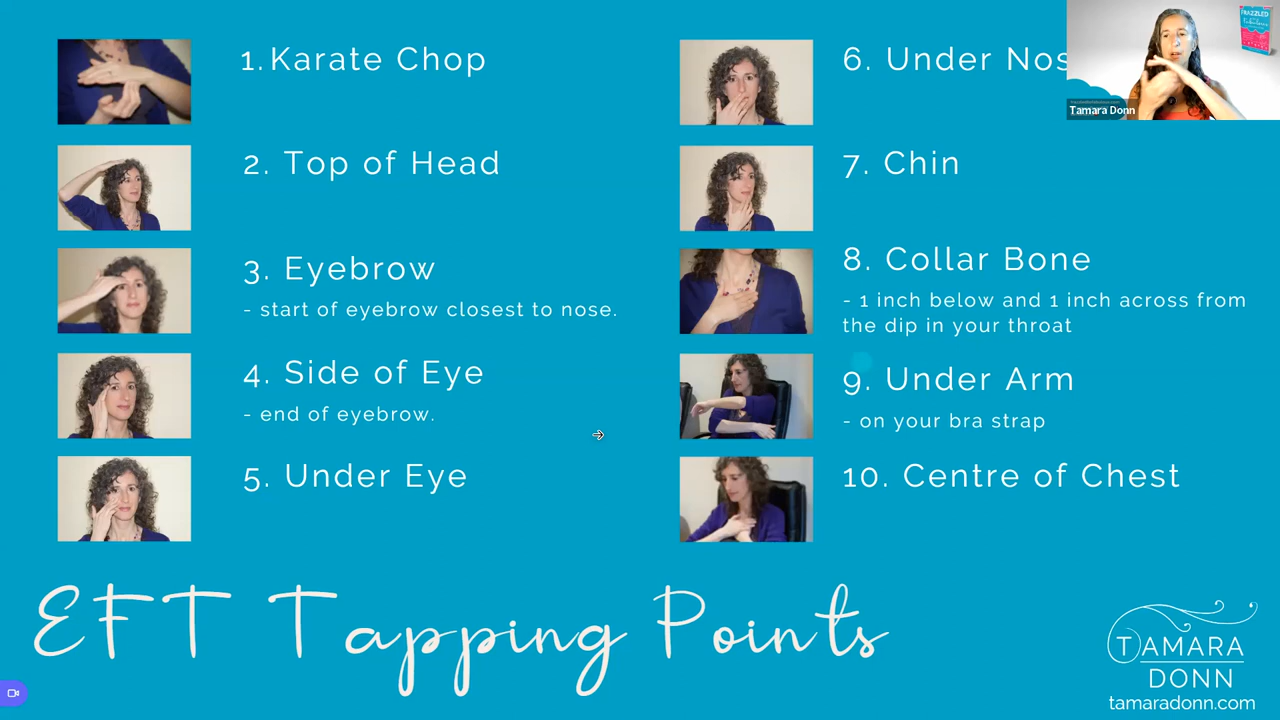 1. Karate Chop
2. Top of Head
3. Eyebrow
- start of eyebrow closest to nose.
4. Side of Eye
- end of eyebrow.
5. Under Eye
6. Under Nos
7. Chin
8. Collar Bone
- 1 inch below and 1 inch across from
the dip in your throat
9. Under Arm
- on your bra strap
10. Centre of Chest
FRAZZLED
Tamara Donn
EFT Tapping Points
TAMARA
DONN
tamaradonn.com